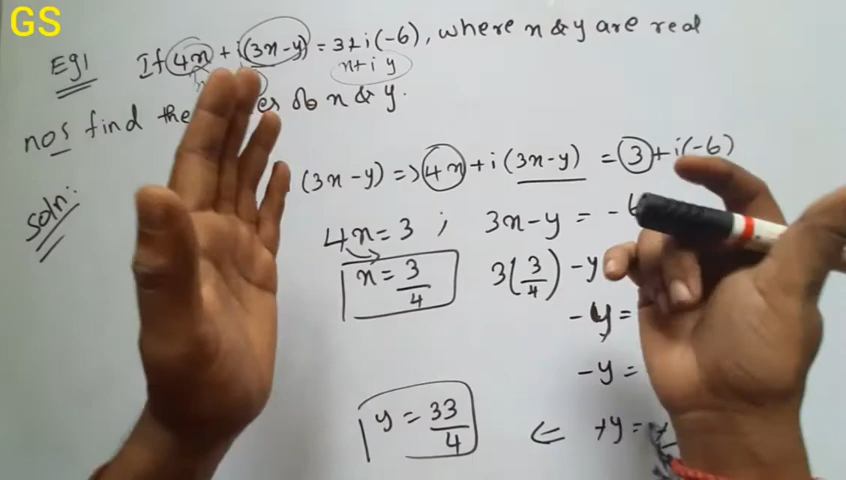 GS
Eg1 If 4x + i(3x-y) = 3+i(-6), where x & y are real
x+iy
nos find the es of x & y.
Soln:
(3x-y) => 4x + i(3x-y) = 3 + i(-6)
4x = 3 ; 3x-y = -6
x = 3/4 3(3/4) - y
-y =
-y =
y = 33/4 <= +y = +